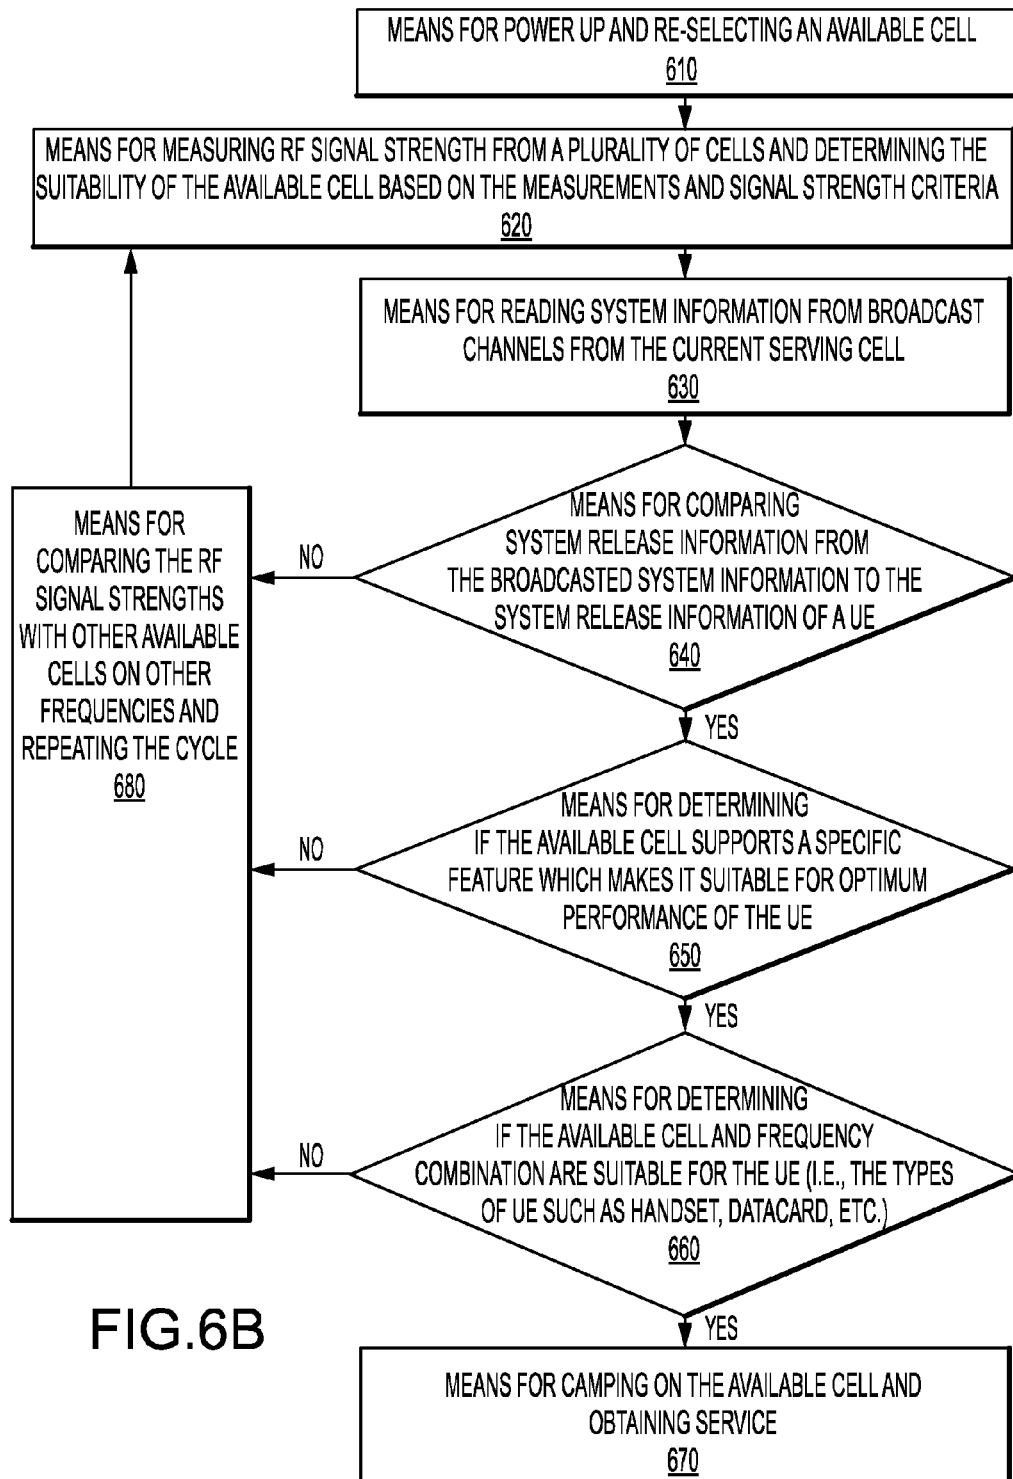 MEANS FOR POWER UP AND RE-SELECTING AN AVAILABLE CELL
610
MEANS FOR MEASURING RF SIGNAL STRENGTH FROM A PLURALITY OF CELLS AND DETERMINING THE
SUITABILITY OF THE AVAILABLE CELL BASED ON THE MEASUREMENTS AND SIGNAL STRENGTH CRITERIA
620
MEANS FOR READING SYSTEM INFORMATION FROM BROADCAST
CHANNELS FROM THE CURRENT SERVING CELL
630
MEANS FOR COMPARING
SYSTEM RELEASE INFORMATION FROM
THE BROADCASTED SYSTEM INFORMATION TO THE
SYSTEM RELEASE INFORMATION OF A UE
640
NO
YES
MEANS FOR
COMPARING THE RF
SIGNAL STRENGTHS
WITH OTHER AVAILABLE
CELLS ON OTHER
FREQUENCIES AND
REPEATING THE CYCLE
680
MEANS FOR DETERMINING
IF THE AVAILABLE CELL SUPPORTS A SPECIFIC
FEATURE WHICH MAKES IT SUITABLE FOR OPTIMUM
PERFORMANCE OF THE UE
650
NO
YES
MEANS FOR DETERMINING
IF THE AVAILABLE CELL AND FREQUENCY
COMBINATION ARE SUITABLE FOR THE UE (I.E., THE TYPES
OF UE SUCH AS HANDSET, DATACARD, ETC.)
660
NO
YES
FIG.6B
MEANS FOR CAMPING ON THE AVAILABLE CELL AND
OBTAINING SERVICE
670